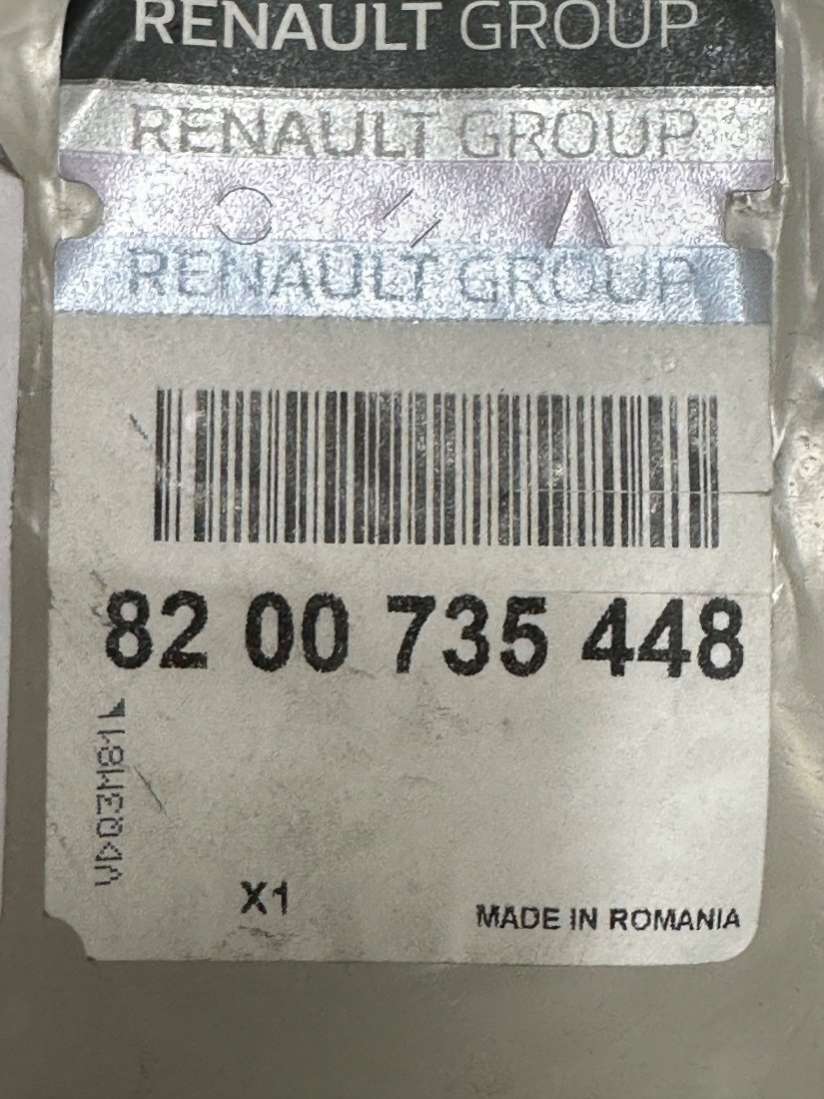 RENAULT GROUP
RENAULT GROUP
RENAULT GROUP
82 00 735 448
X1
MADE IN ROMANIA